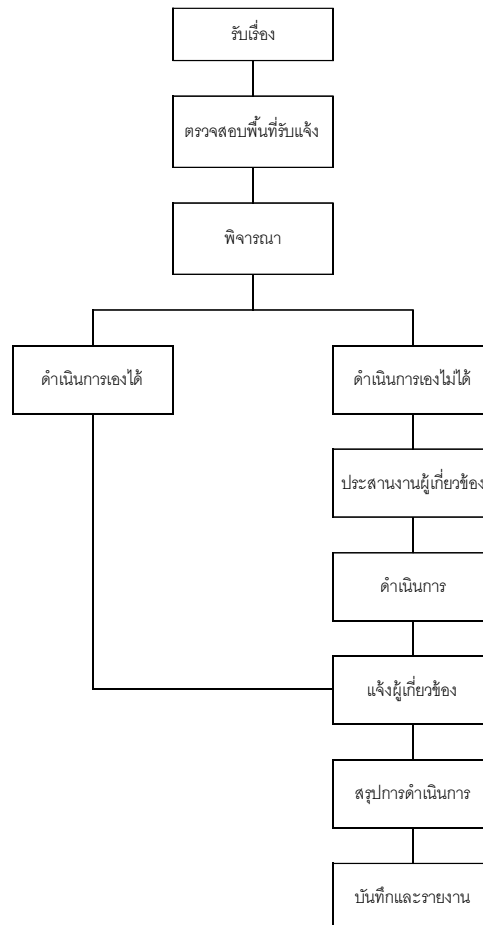 รับเรื่อง
ตรวจสอบพื้นที่รับแจ้ง
พิจารณา
ดำเนินการเองได้
ดำเนินการเองไม่ได้
ประสานงานผู้เกี่ยวข้อง
ดำเนินการ
แจ้งผู้เกี่ยวข้อง
สรุปการดำเนินการ
บันทึกและรายงาน